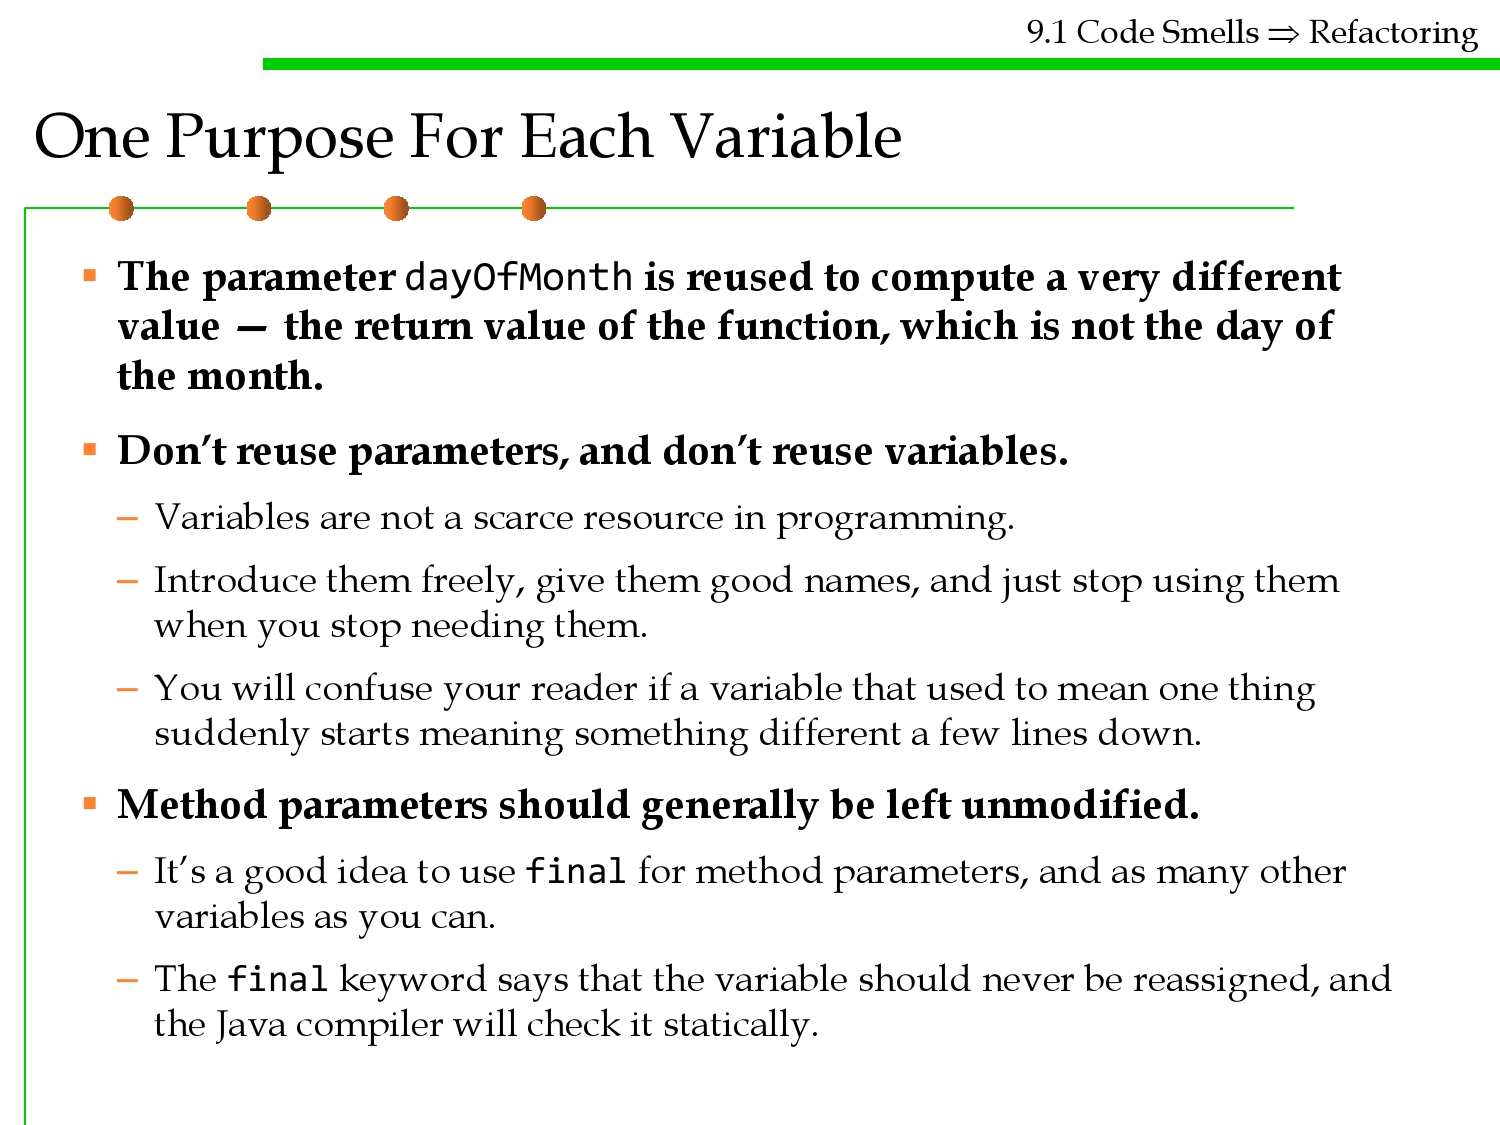 9.1 Code Smells ⇒ Refactoring
One Purpose For Each Variable
▪ The parameter dayOfMonth is reused to compute a very different
value — the return value of the function, which is not the day of
the month.
▪ Don’t reuse parameters, and don’t reuse variables.
– Variables are not a scarce resource in programming.
– Introduce them freely, give them good names, and just stop using them
when you stop needing them.
– You will confuse your reader if a variable that used to mean one thing
suddenly starts meaning something different a few lines down.
▪ Method parameters should generally be left unmodified.
– It’s a good idea to use final for method parameters, and as many other
variables as you can.
– The final keyword says that the variable should never be reassigned, and
the Java compiler will check it statically.